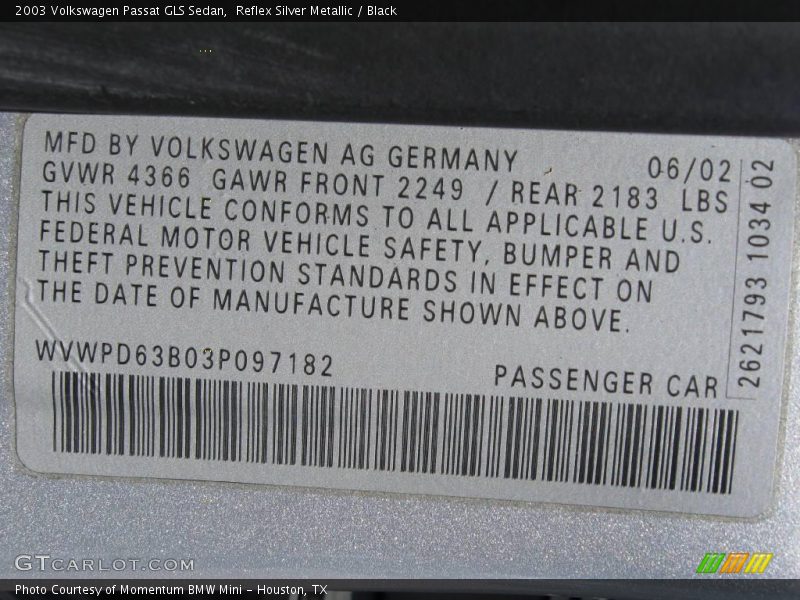 2003 Volkswagen Passat GLS Sedan,  Reflex Silver Metallic / Black
MFD BY VOLKSWAGEN AG GERMANY 06/02
GVWR 4366 GAWR FRONT 2249 / REAR 2183 LBS
THIS VEHICLE CONFORMS TO ALL APPLICABLE U.S.
FEDERAL MOTOR VEHICLE SAFETY, BUMPER AND
THEFT PREVENTION STANDARDS IN EFFECT ON
THE DATE OF MANUFACTURE SHOWN ABOVE.
WVWPD63B03P097182 PASSENGER CAR
2621793 1034 02
GTCARLOT.COM
Photo Courtesy of Momentum BMW Mini - Houston, TX